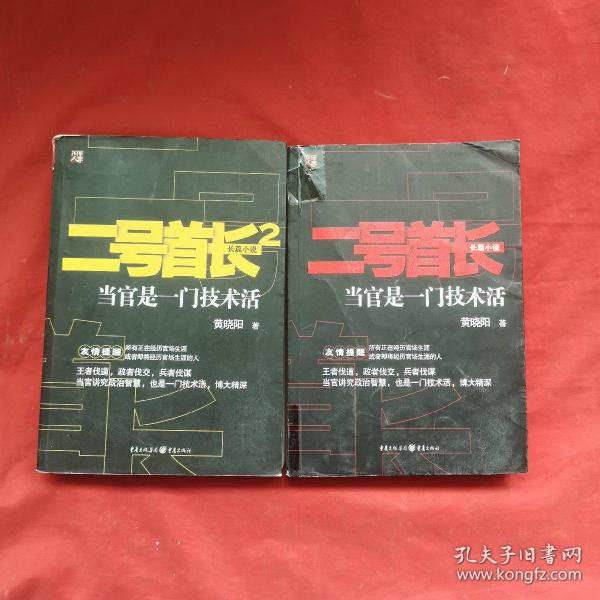 二号首长2
长篇小说
当官是一门技术活
黄晓阳 著
友情提醒
所有正在经历官场生涯
或者即将经历官场生涯的人
王者伐道，政者伐交，兵者伐谋
当官讲究政治智慧，也是一门技术活，博大精深
重庆出版集团 重庆出版社
二号首长
长篇小说
当官是一门技术活
黄晓阳 著
友情提醒
所有正在经历官场生涯
或者即将经历官场生涯的人
王者伐道，政者伐交，兵者伐谋
当官讲究政治智慧，也是一门技术活，博大精深
重庆出版集团 重庆出版社
孔夫子旧书网
www.kongfz.com